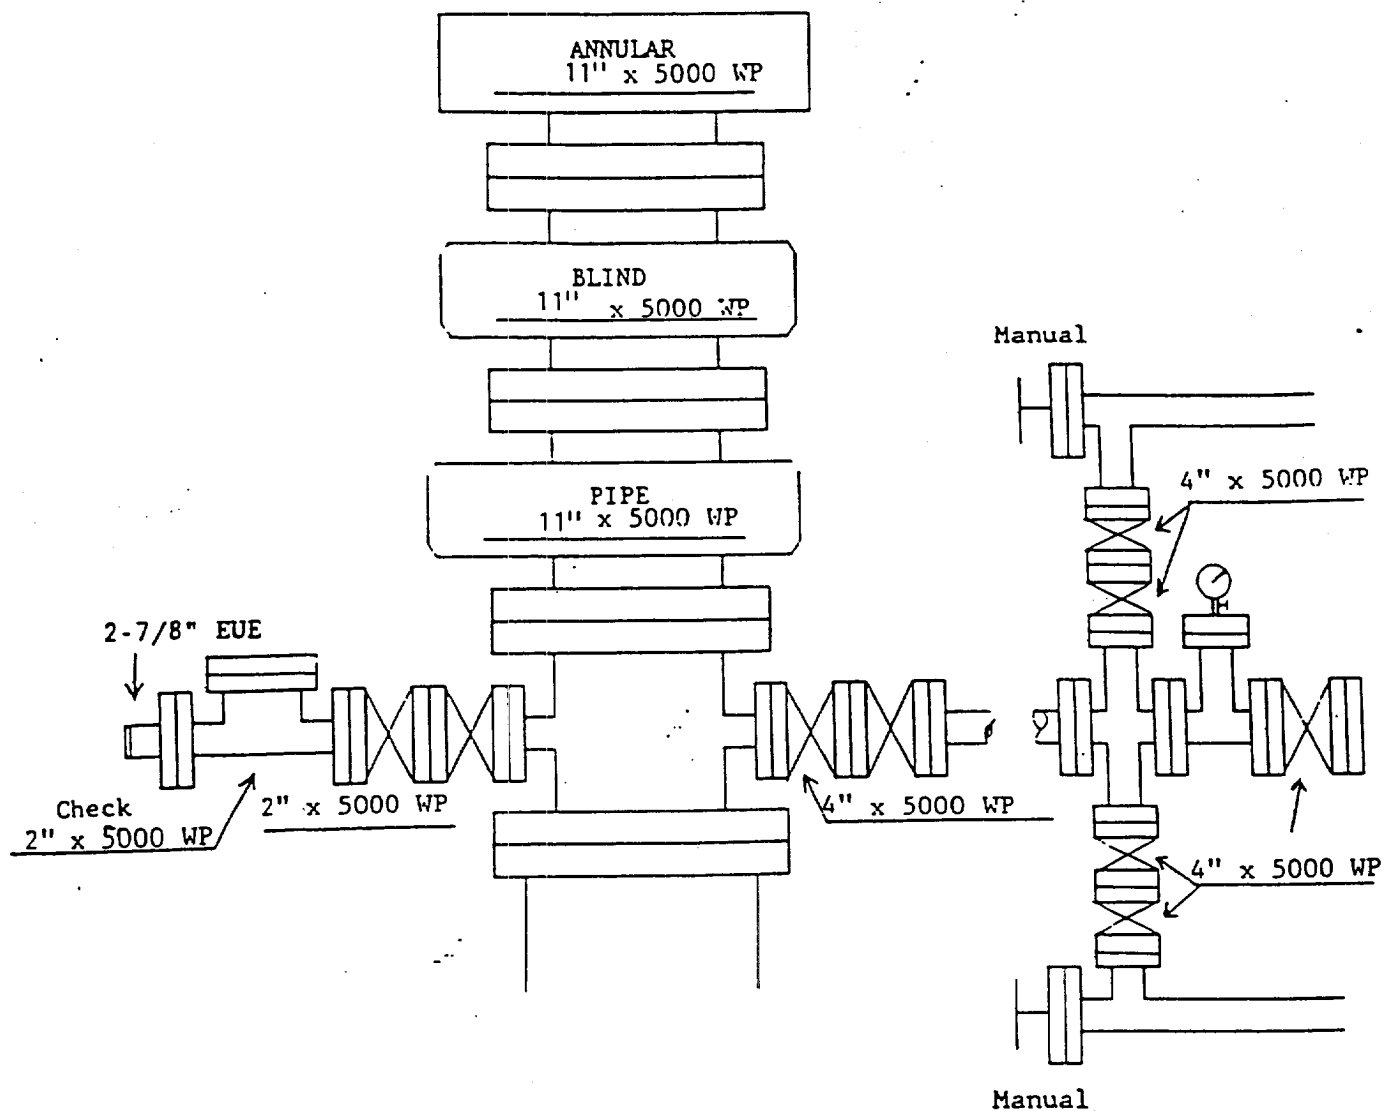 ANNULAR
11" x 5000 WP
BLIND
11" x 5000 WP
PIPE
11" x 5000 WP
2-7/8" EUE
Check
2" x 5000 WP
2" x 5000 WP
4" x 5000 WP
Manual
4" x 5000 WP
4" x 5000 WP
Manual